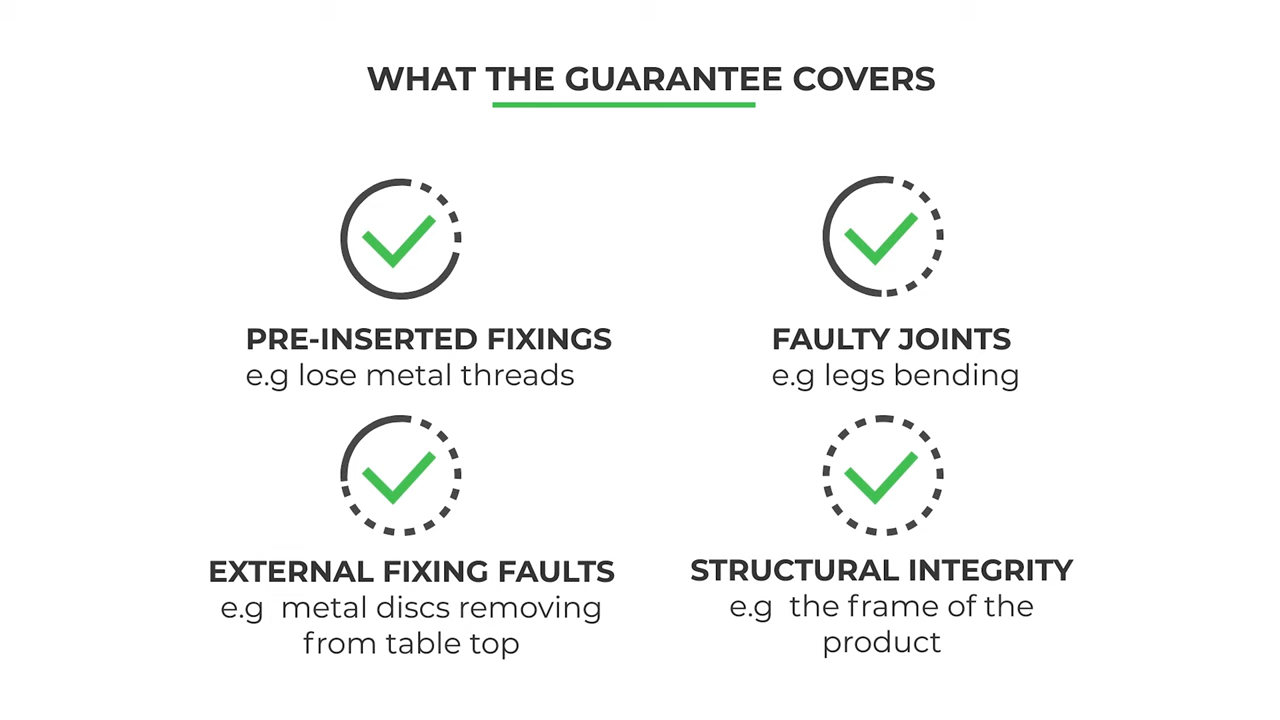 WHAT THE GUARANTEE COVERS
PRE-INSERTED FIXINGS
e.g lose metal threads
FAULTY JOINTS
e.g legs bending
EXTERNAL FIXING FAULTS
e.g  metal discs removing
from table top
STRUCTURAL INTEGRITY
e.g  the frame of the
product